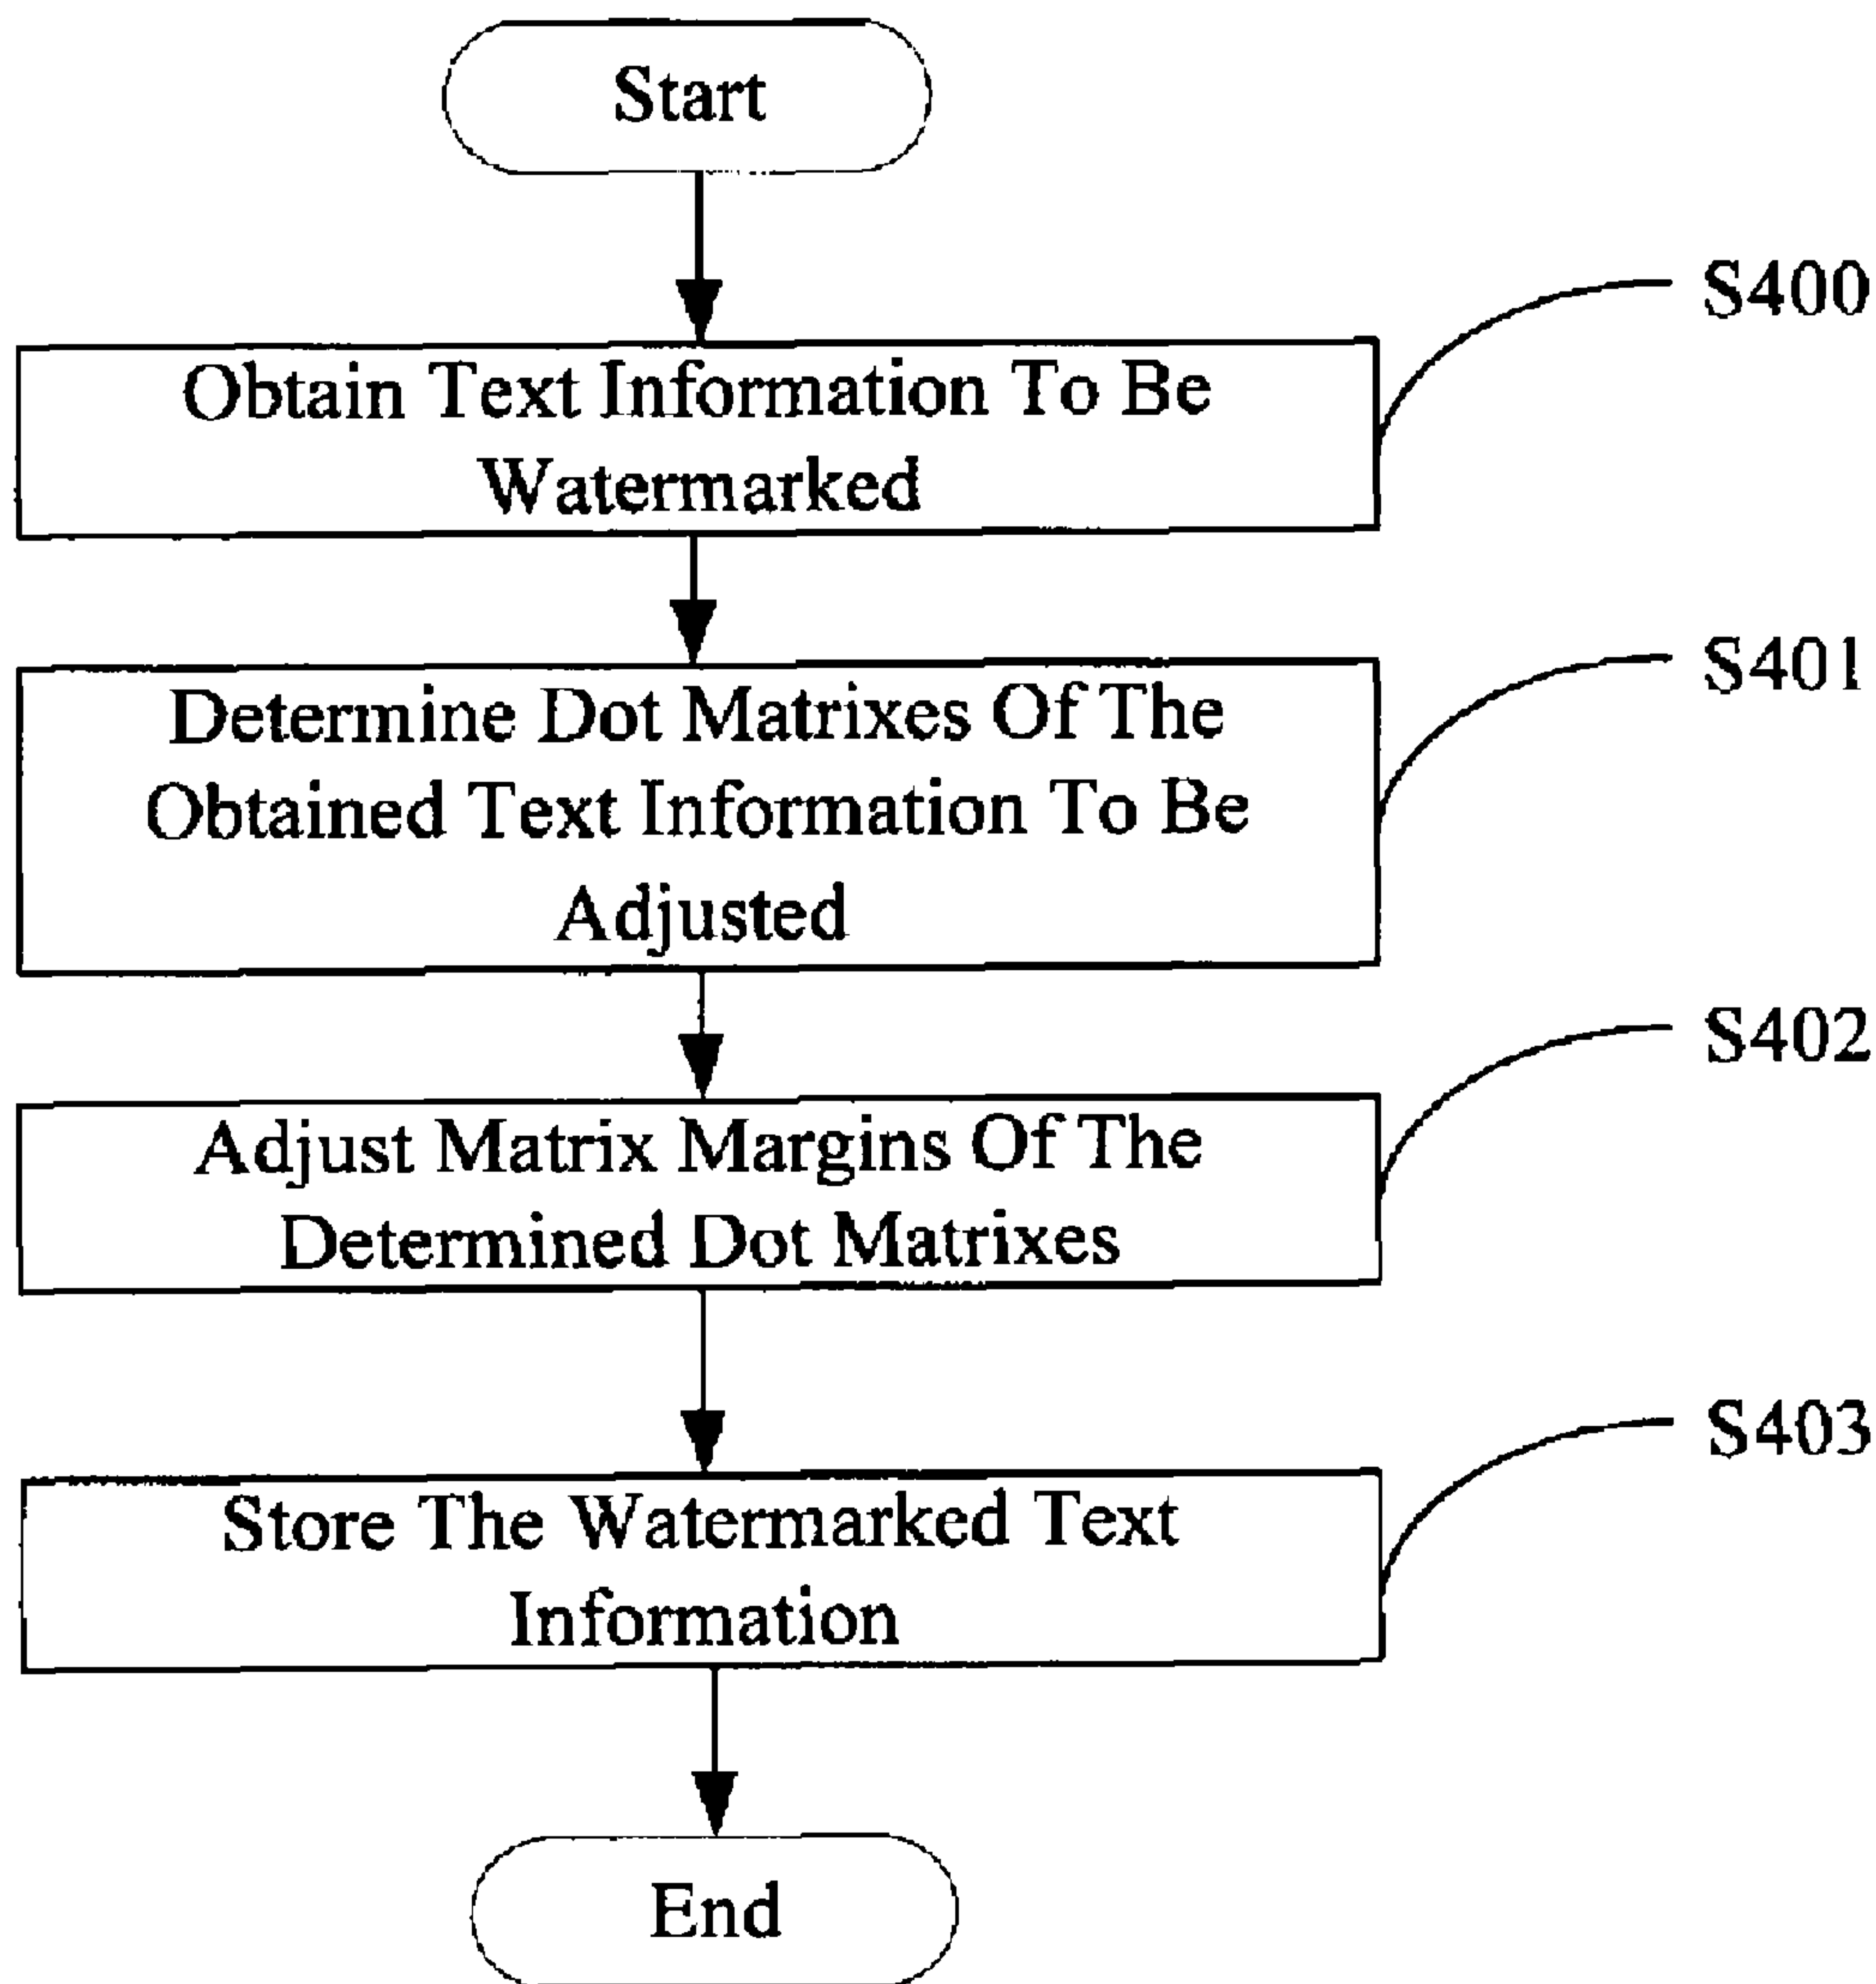 Start
S400
Obtain Text Information To Be
Watermarked
S401
Determine Dot Matrixes Of The
Obtained Text Information To Be
Adjusted
S402
Adjust Matrix Margins Of The
Determined Dot Matrixes
S403
Store The Watermarked Text
Information
End